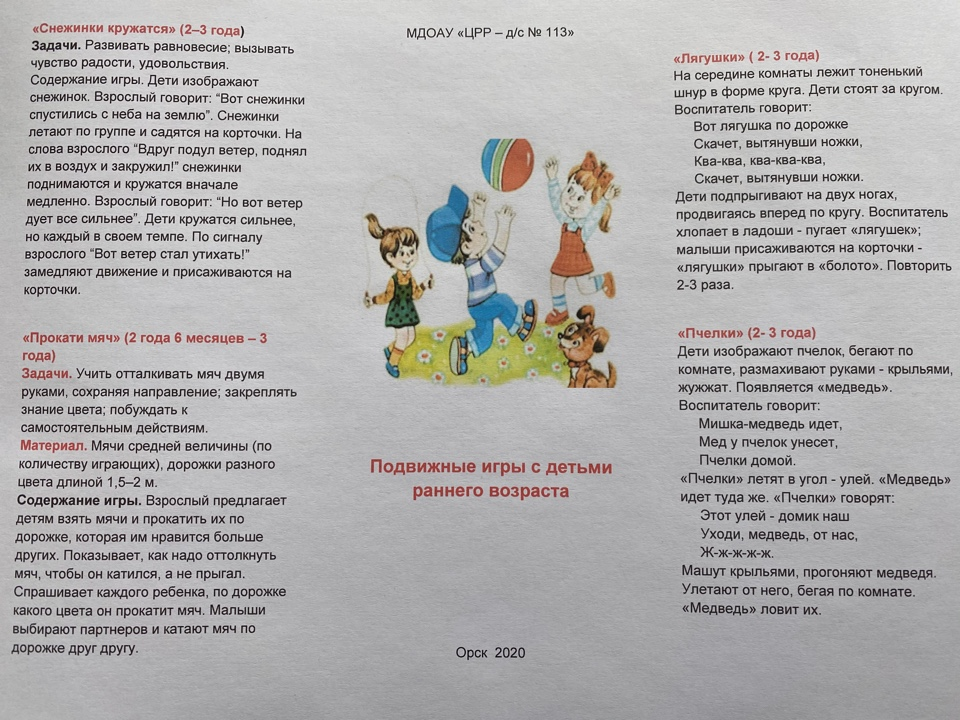 «Снежинки кружатся» (2–3 года)
Задачи. Развивать равновесие; вызывать
чувство радости, удовольствия.
Содержание игры. Дети изображают
снежинок. Взрослый говорит: “Вот снежинки
спустились с неба на землю”. Снежинки
летают по группе и садятся на корточки. На
слова взрослого “Вдруг подул ветер, поднял
их в воздух и закружил!” снежинки
поднимаются и кружатся вначале
медленно. Взрослый говорит: “Но вот ветер
дует все сильнее”. Дети кружатся сильнее,
но каждый в своем темпе. По сигналу
взрослого “Вот ветер стал утихать!”
замедляют движение и присаживаются на
корточки.
«Прокати мяч» (2 года 6 месяцев – 3
года)
Задачи. Учить отталкивать мяч двумя
руками, сохраняя направление; закреплять
знание цвета; побуждать к
самостоятельным действиям.
Материал. Мячи средней величины (по
количеству играющих), дорожки разного
цвета длиной 1,5–2 м.
Содержание игры. Взрослый предлагает
детям взять мячи и прокатить их по
дорожке, которая им нравится больше
других. Показывает, как надо оттолкнуть
мяч, чтобы он катился, а не прыгал.
Спрашивает каждого ребенка, по дорожке
какого цвета он прокатит мяч. Малыши
выбирают партнеров и катают мяч по
дорожке друг другу.
МДОАУ «ЦРР – д/с № 113»
Подвижные игры с детьми
раннего возраста
Орск 2020
«Лягушки» ( 2- 3 года)
На середине комнаты лежит тоненький
шнур в форме круга. Дети стоят за кругом.
Воспитатель говорит:
Вот лягушка по дорожке
Скачет, вытянувши ножки,
Ква-ква, ква-ква-ква,
Скачет, вытянувши ножки.
Дети подпрыгивают на двух ногах,
продвигаясь вперед по кругу. Воспитатель
хлопает в ладоши - пугает «лягушек»;
малыши присаживаются на корточки -
«лягушки» прыгают в «болото». Повторить
2-3 раза.
«Пчелки» (2- 3 года)
Дети изображают пчелок, бегают по
комнате, размахивают руками - крыльями,
жужжат. Появляется «медведь».
Воспитатель говорит:
Мишка-медведь идет,
Мед у пчелок унесет,
Пчелки домой.
«Пчелки» летят в угол - улей. «Медведь»
идет туда же. «Пчелки» говорят:
Этот улей - домик наш
Уходи, медведь, от нас,
Ж-ж-ж-ж-ж.
Машут крыльями, прогоняют медведя.
Улетают от него, бегая по комнате.
«Медведь» ловит их.